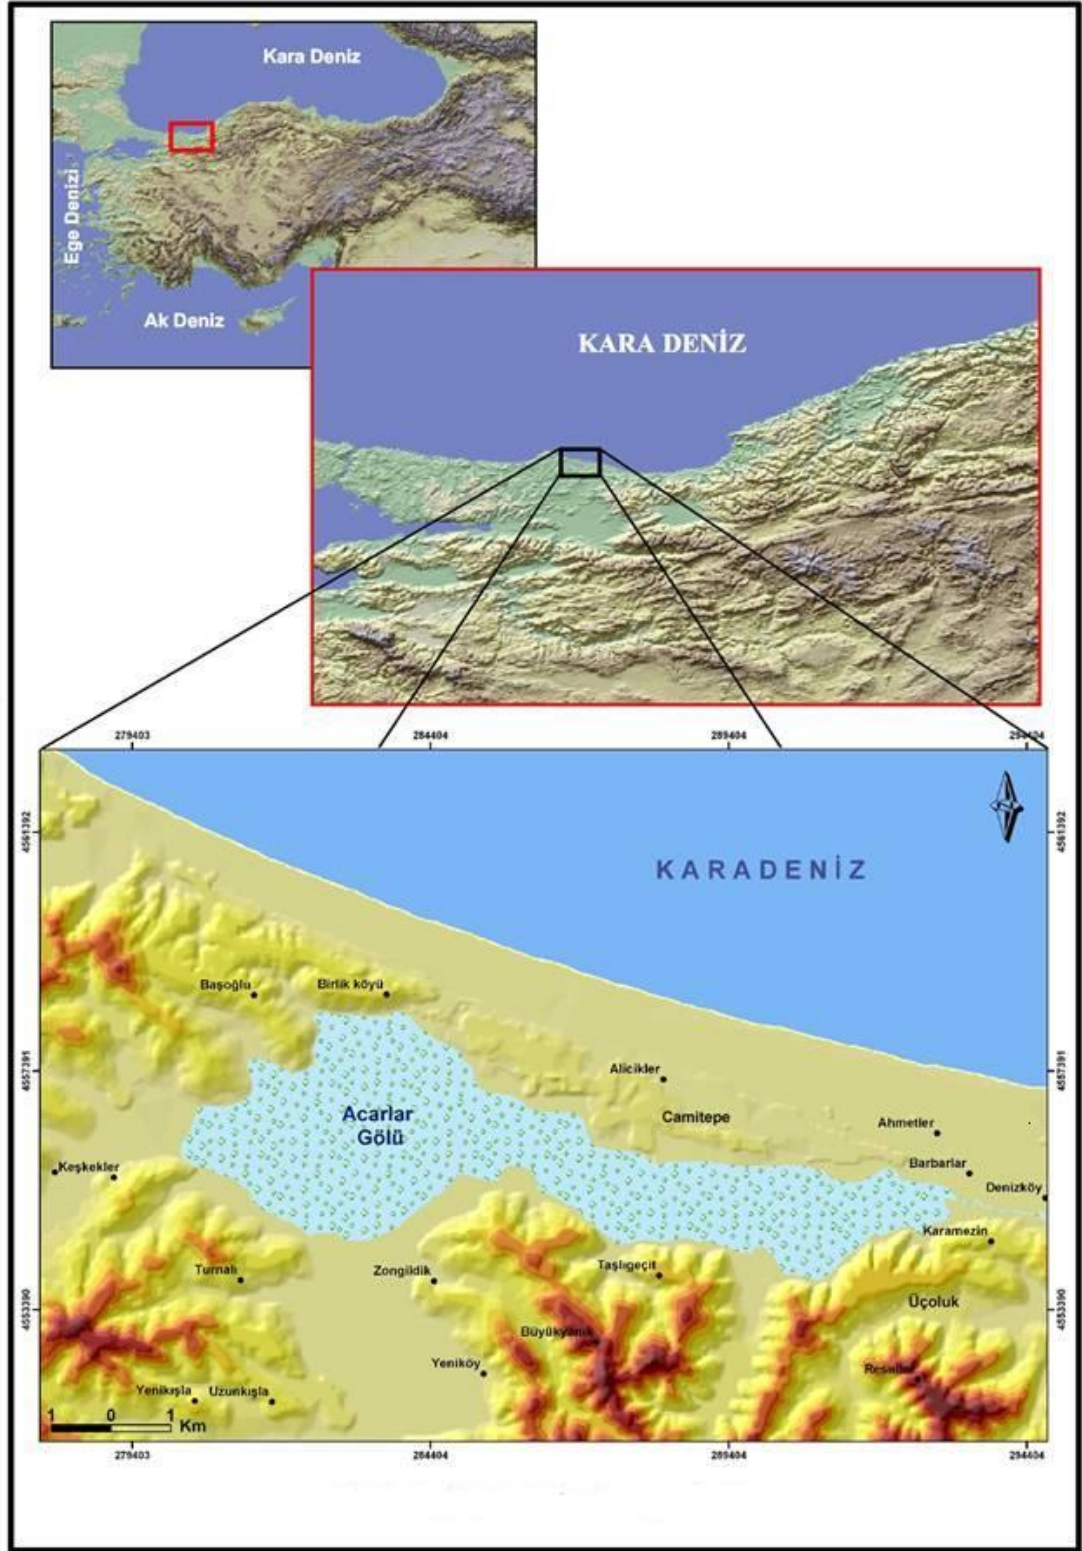 Kara Deniz
Ege Denizi
Ak Deniz
KARA DENİZ
279403 284404 289404 294404
4561392 4561392
KARADENİZ
Başoğlu Birlik köyü
4557391 4557391
Alicikler
Acarlar
Gölü
Camitepe
Ahmetler
Keşkekler
Barbarlar
Denizköy
Karamezin
Turnalı
Zongildik
Taşlıgeçit
Üçoluk
4553390 4553390
Büyükyanık
Yeniköy
Yenikışla Uzunkışla
1 0 1
Km
279403 284404 289404 294404